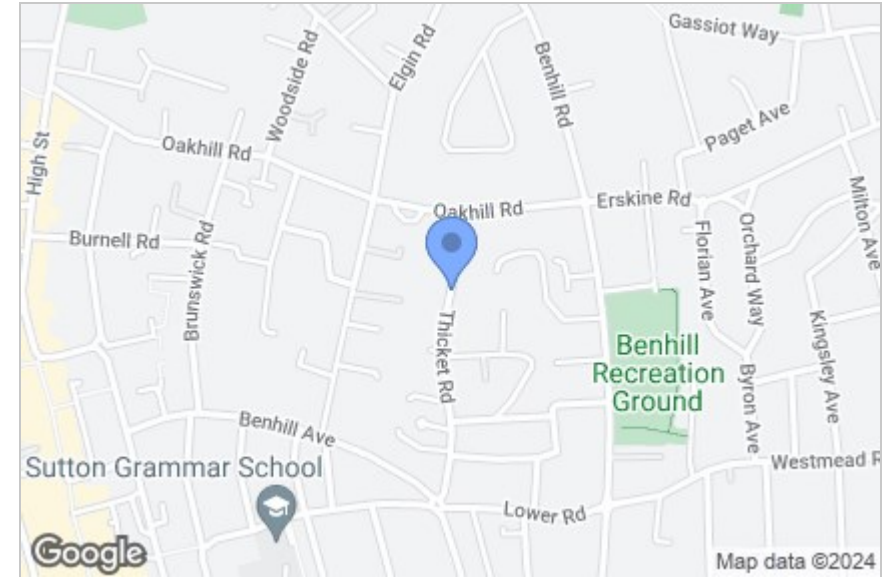 Gassiot Way
Woodside Rd
Elgin Rd
Benhill Rd
Paget Ave
Oakhill Rd
High St
Milton Ave
Oakhill Rd
Erskine Rd
Burnell Rd
Brunswick Rd
Florian Ave
Orchard Way
Thicket Rd
Kingsley Ave
Benhill
Recreation
Ground
Byron Ave
Benhill Ave
Sutton Grammar School
Westmead R
Lower Rd
Google
Map data ©2024